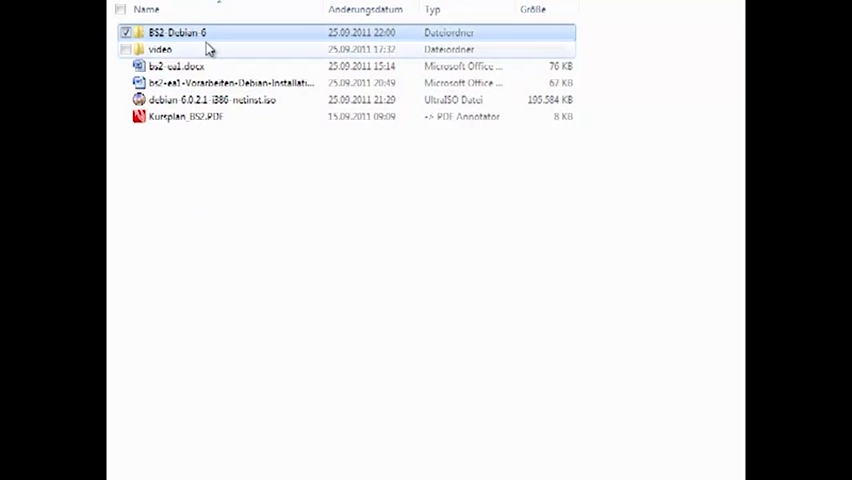 Name Änderungsdatum Typ Größe
BS2-Debian-6 25.09.2011 22:00 Dateiordner
video 25.09.2011 17:32 Dateiordner
bs2-ea1.docx 25.09.2011 15:14 Microsoft Office ... 76 KB
bs2-ea1-Vorarbeiten-Debian-Installati... 25.09.2011 20:49 Microsoft Office ... 67 KB
debian-6.0.2.1-i386-netinst.iso 25.09.2011 21:29 UltraISO Datei 195.584 KB
Kursplan_BS2.PDF 15.09.2011 09:09 -> PDF Annotator 8 KB